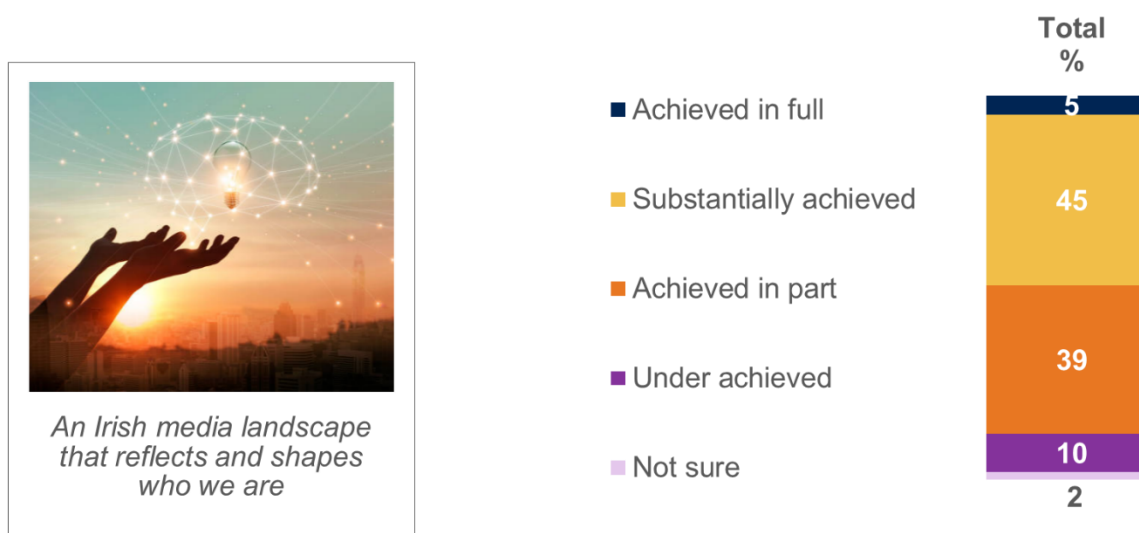 An Irish media landscape
that reflects and shapes
who we are
Total
%
Achieved in full
5
Substantially achieved
45
Achieved in part
39
Under achieved
10
Not sure
2